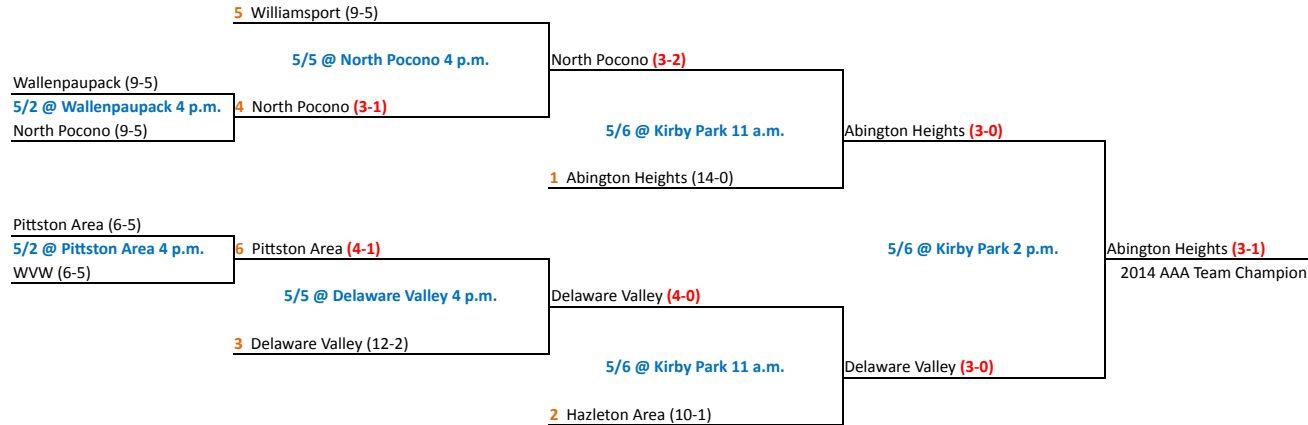 5 Williamsport (9-5)
5/5 @ North Pocono 4 p.m.
North Pocono (3-2)
Wallenpaupack (9-5)
5/2 @ Wallenpaupack 4 p.m.
4 North Pocono (3-1)
North Pocono (9-5)
5/6 @ Kirby Park 11 a.m.
Abington Heights (3-0)
1 Abington Heights (14-0)
Pittston Area (6-5)
5/2 @ Pittston Area 4 p.m.
6 Pittston Area (4-1)
WVW (6-5)
5/6 @ Kirby Park 2 p.m.
Abington Heights (3-1)
2014 AAA Team Champion
5/5 @ Delaware Valley 4 p.m.
Delaware Valley (4-0)
3 Delaware Valley (12-2)
5/6 @ Kirby Park 11 a.m.
Delaware Valley (3-0)
2 Hazleton Area (10-1)